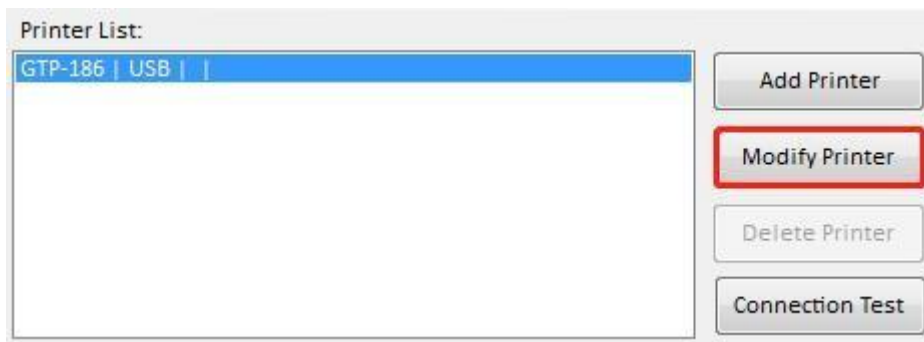 Printer List:
GTP-186 | USB |  |
Add Printer
Modify Printer
Delete Printer
Connection Test